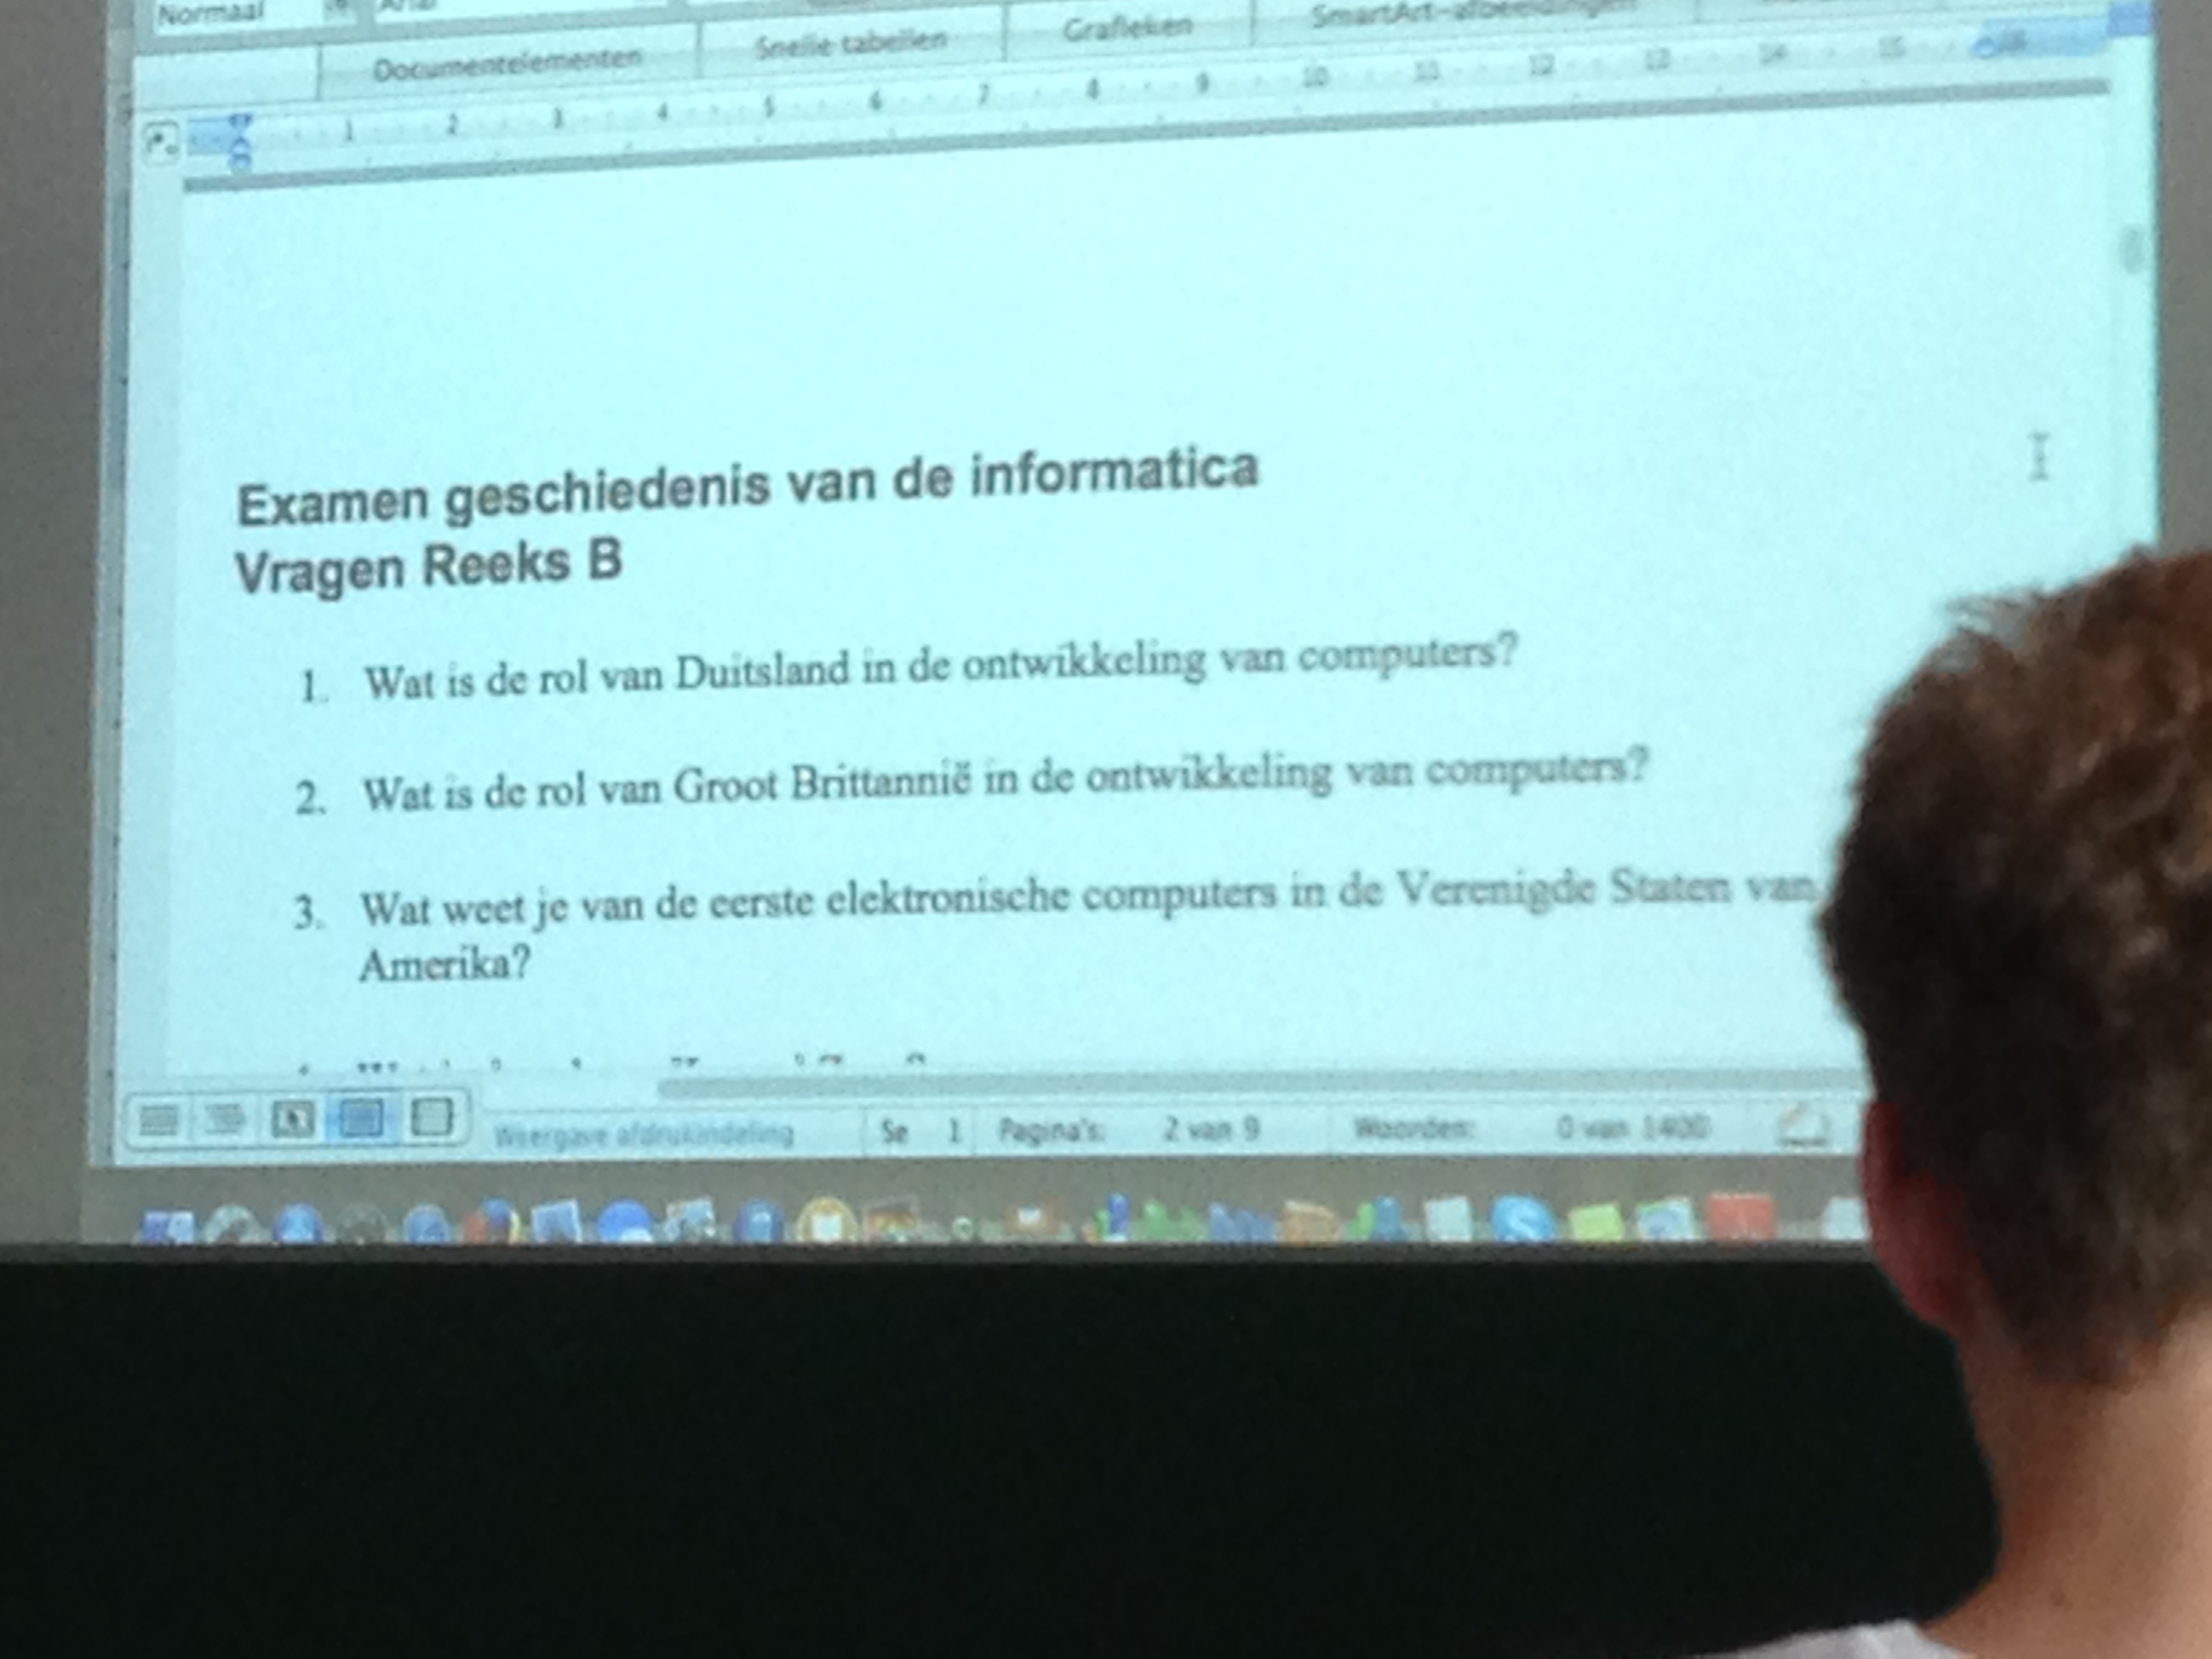 Normaal
Documentelementen Snelle tabellen Grafieken SmartArt-afbeeldingen
1 2 3 4 5 6 7 8 9 10 11 12 13 14 15
Examen geschiedenis van de informatica
Vragen Reeks B
1. Wat is de rol van Duitsland in de ontwikkeling van computers?
2. Wat is de rol van Groot Brittannië in de ontwikkeling van computers?
3. Wat weet je van de eerste elektronische computers in de Verenigde Staten van
Amerika?
Weergave afdrukindeling Se 1 Pagina's: 2 van 9 Woorden: 0 van 1400